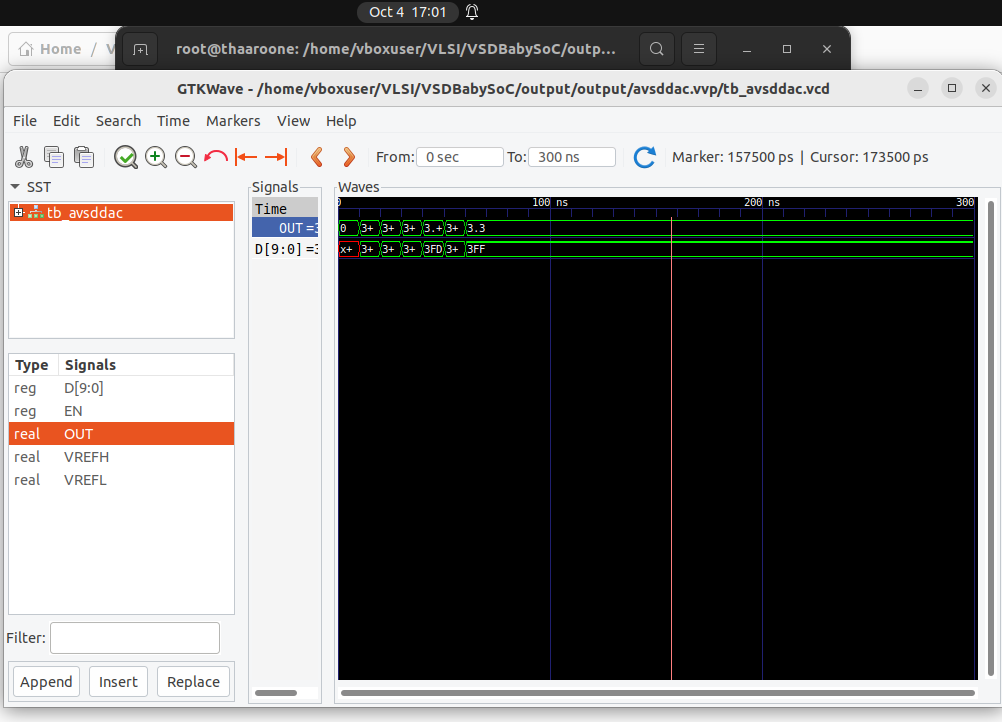 Oct 4 17:01
Home / V
root@thaaroone: /home/vboxuser/VLSI/VSDBabySoC/outp...
GTKWave - /home/vboxuser/VLSI/VSDBabySoC/output/output/avsddac.vvp/tb_avsddac.vcd
File Edit Search Time Markers View Help
From: 0 sec To: 300 ns Marker: 157500 ps | Cursor: 173500 ps
SST
tb_avsddac
Type Signals
reg D[9:0]
reg EN
real OUT
real VREFH
real VREFL
Filter:
Append Insert Replace
Signals
Time
OUT =3
D[9:0] =3
Waves
0 100 ns 200 ns 300
0 3+ 3+ 3+ 3.+ 3+ 3.3
x+ 3+ 3+ 3+ 3FD 3+ 3FF